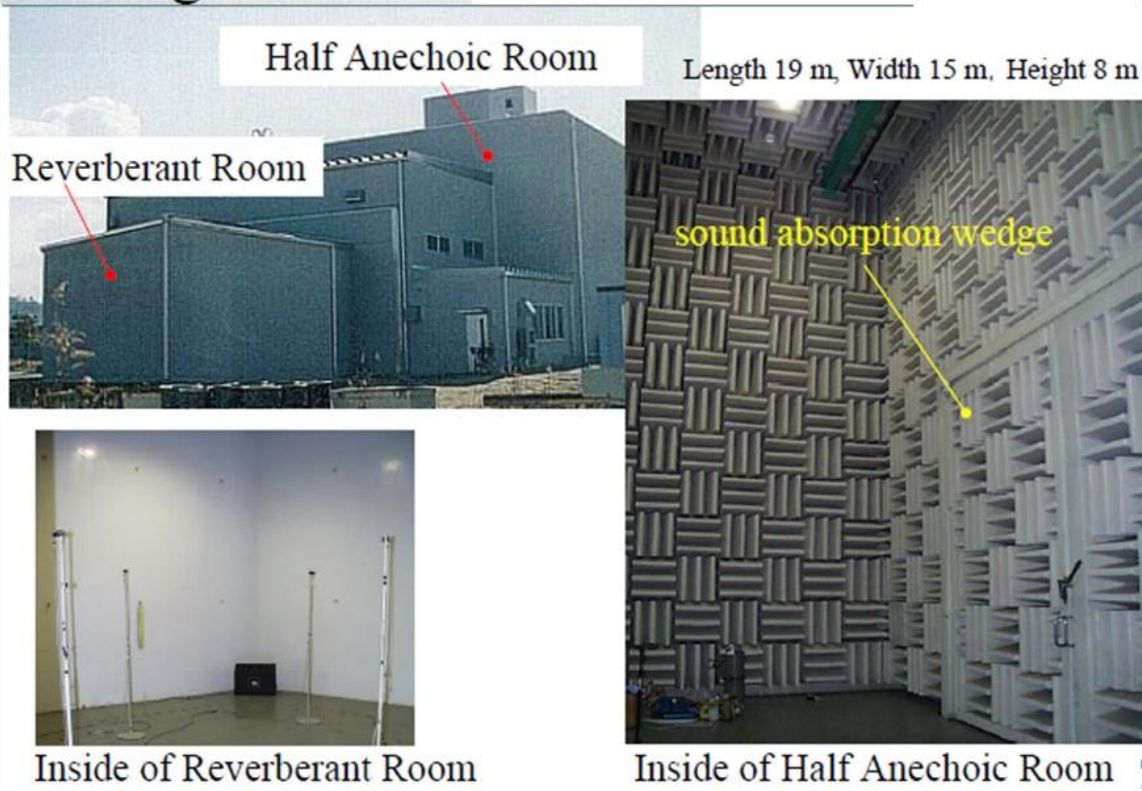 Half Anechoic Room
Length 19 m, Width 15 m, Height 8 m
Reverberant Room
sound absorption wedge
Inside of Reverberant Room
Inside of Half Anechoic Room